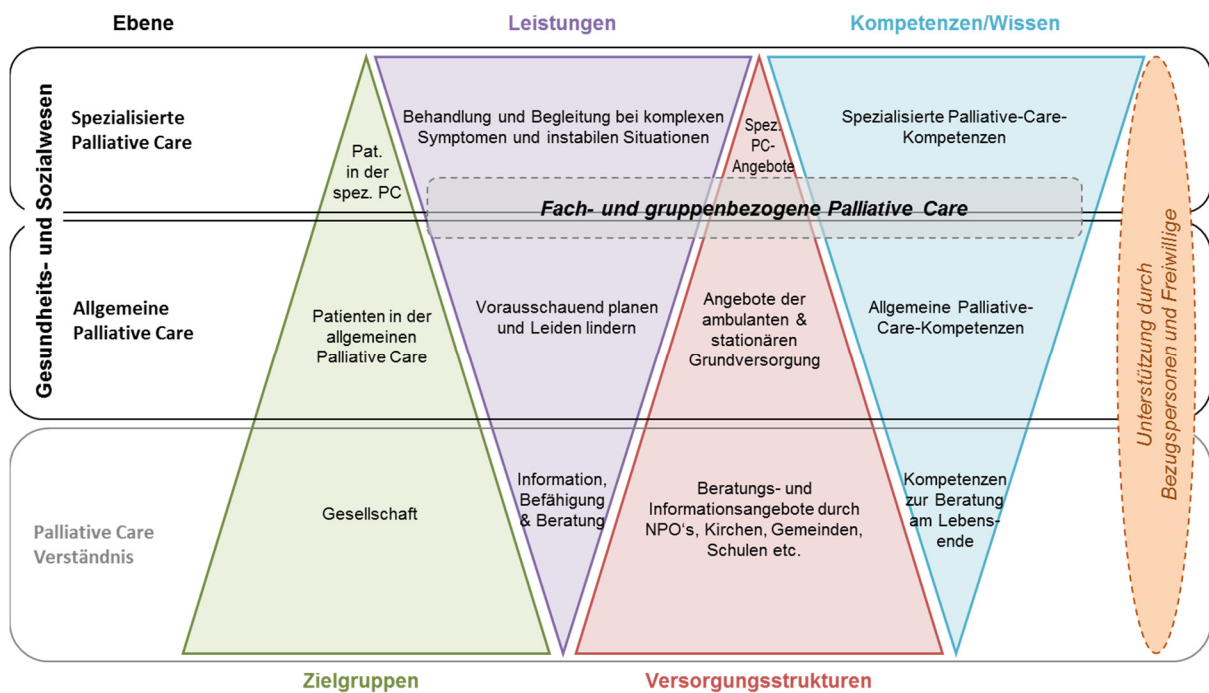 Ebene
Leistungen
Kompetenzen/Wissen
Gesundheits- und Sozialwesen
Spezialisierte
Palliative Care
Pat.
in der
spez. PC
Behandlung und Begleitung bei komplexen
Symptomen und instabilen Situationen
Spez.
PC-
Angebote
Spezialisierte Palliative-Care-
Kompetenzen
Fach- und gruppenbezogene Palliative Care
Allgemeine
Palliative Care
Patienten in der
allgemeinen
Palliative Care
Vorausschauend planen
und Leiden lindern
Angebote der
ambulanten &
stationären
Grundversorgung
Allgemeine Palliative-
Care-Kompetenzen
Unterstützung durch
Bezugspersonen und Freiwillige
Palliative Care
Verständnis
Gesellschaft
Information,
Befähigung
& Beratung
Beratungs- und
Informationsangebote durch
NPO‘s, Kirchen, Gemeinden,
Schulen etc.
Kompetenzen
zur Beratung
am Lebens-
ende
Zielgruppen
Versorgungsstrukturen